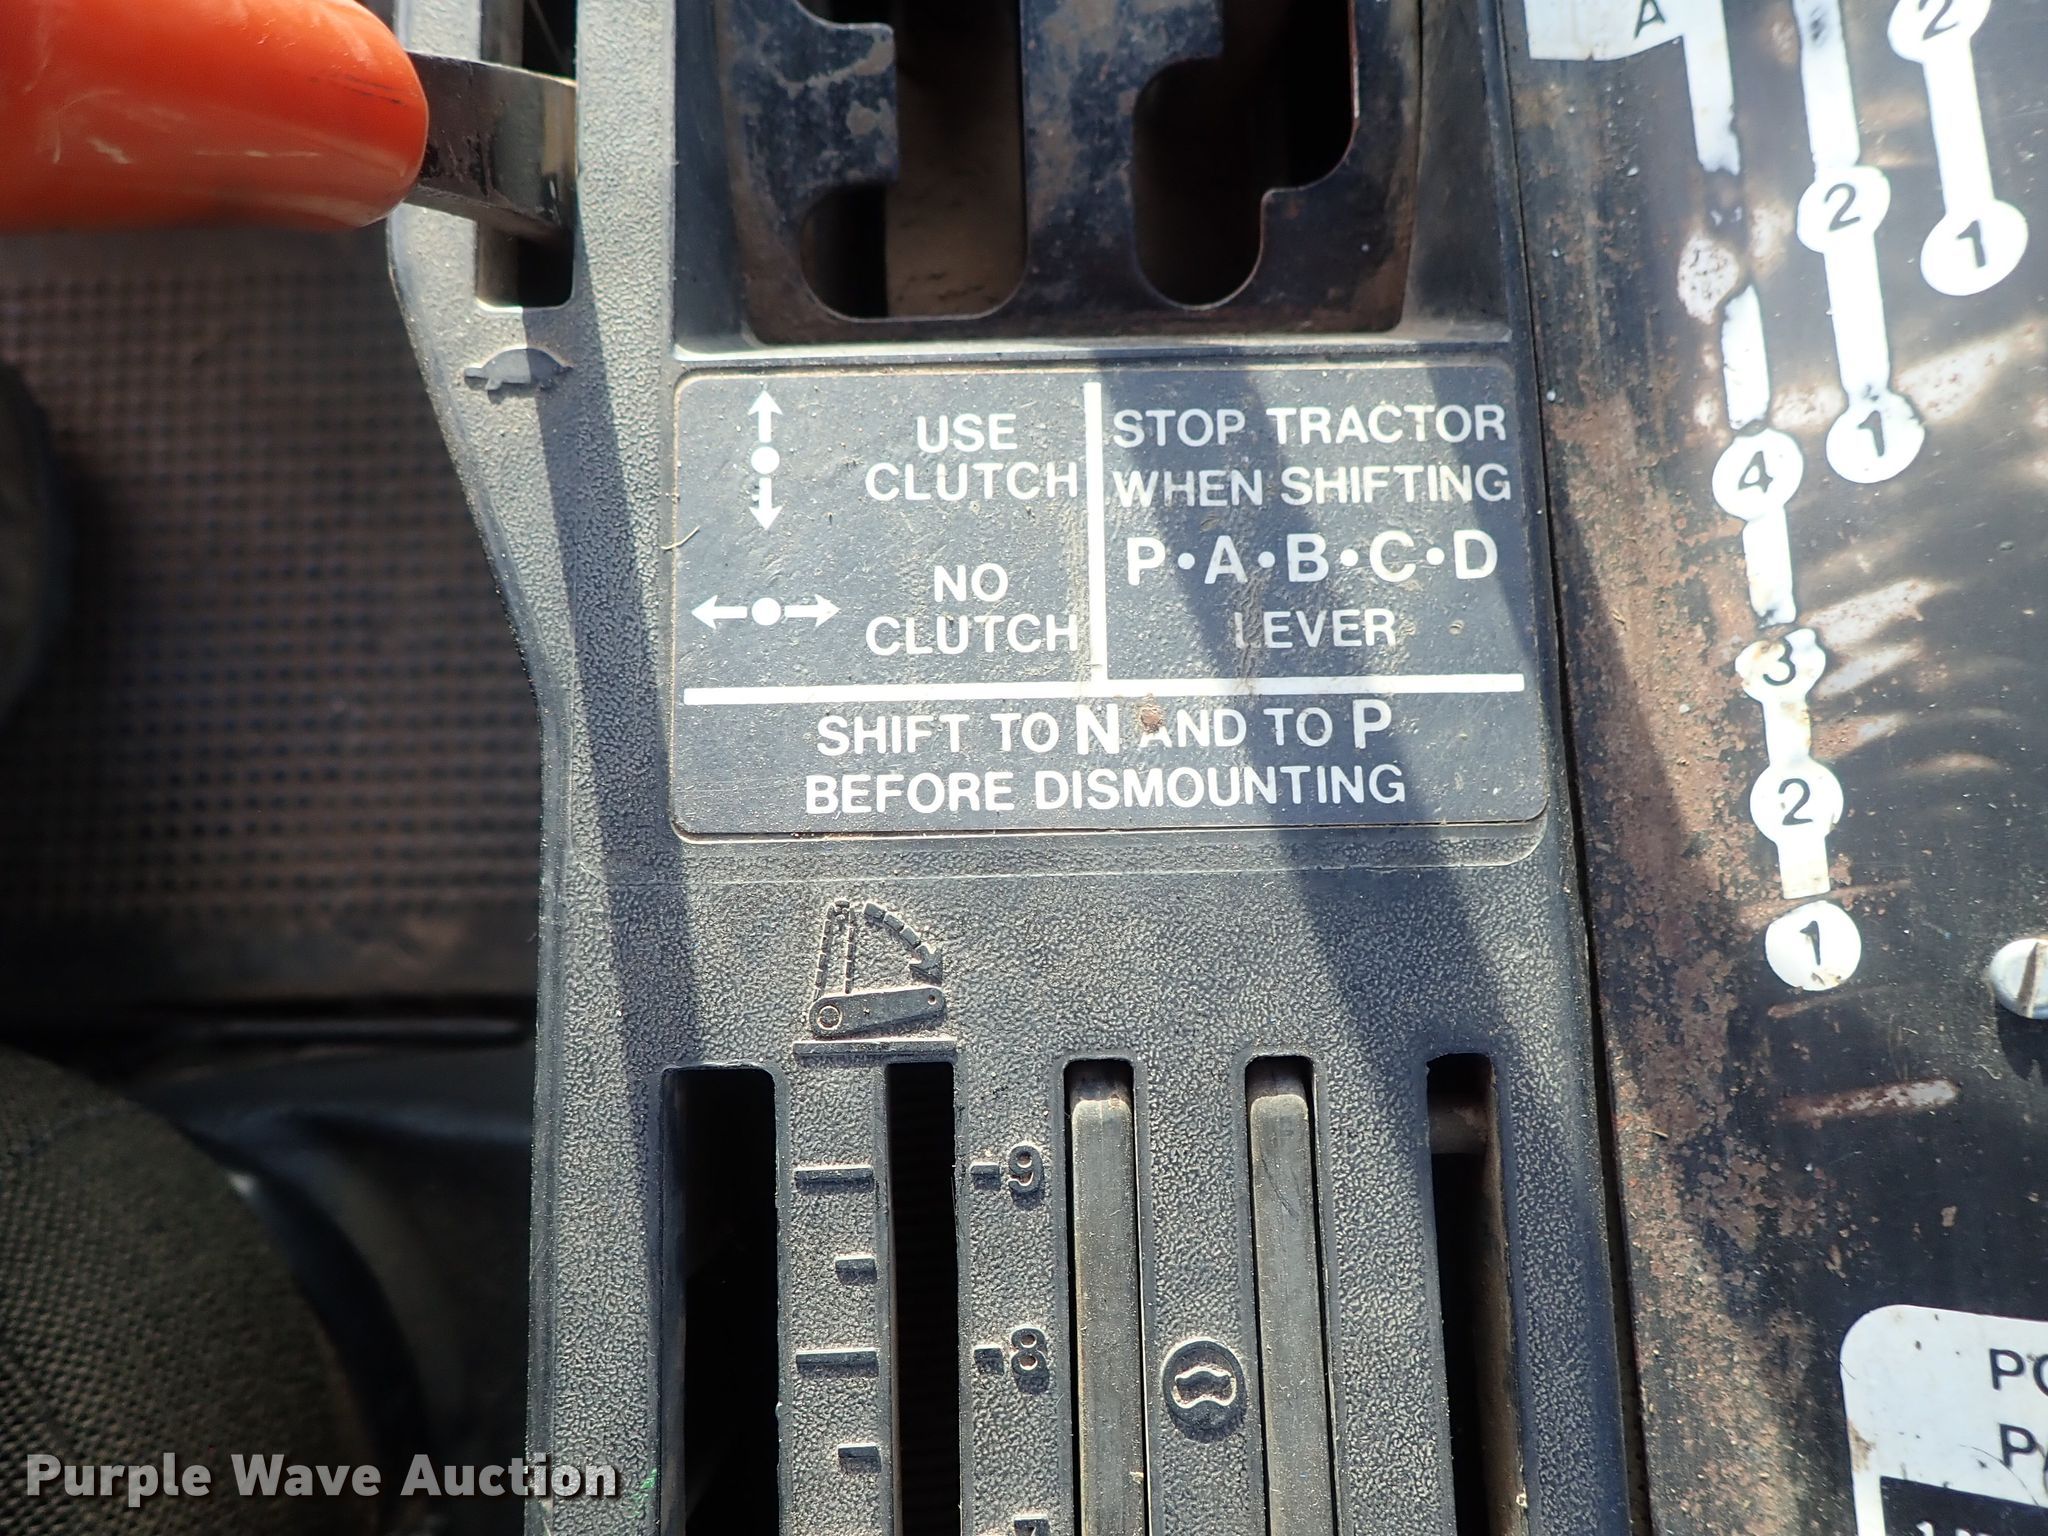 A
2
1
2
1
4
3
2
1
USE
CLUTCH
NO
CLUTCH
STOP TRACTOR
WHEN SHIFTING
P•A•B•C•D
LEVER
SHIFT TO N AND TO P
BEFORE DISMOUNTING
9
8
Purple Wave Auction